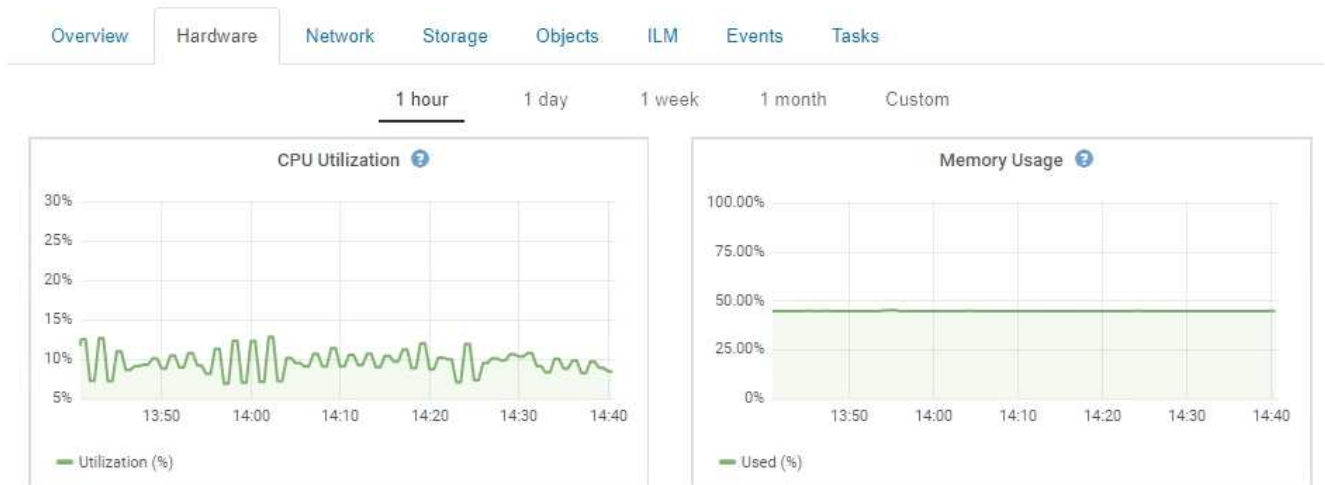 Overview Hardware Network Storage Objects ILM Events Tasks
1 hour 1 day 1 week 1 month Custom
CPU Utilization ?
30%
25%
20%
15%
10%
5%
13:50 14:00 14:10 14:20 14:30 14:40
Utilization (%)
Memory Usage ?
100.00%
75.00%
50.00%
25.00%
0%
13:50 14:00 14:10 14:20 14:30 14:40
Used (%)